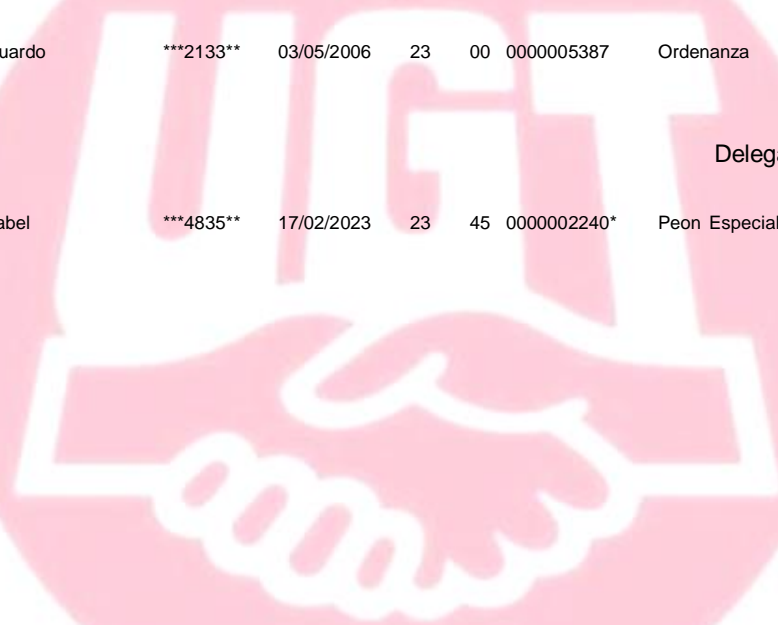 UGT
uardo ***2133** 03/05/2006 23 00 0000005387 Ordenanza
Delega
abel ***4835** 17/02/2023 23 45 0000002240* Peon Especial